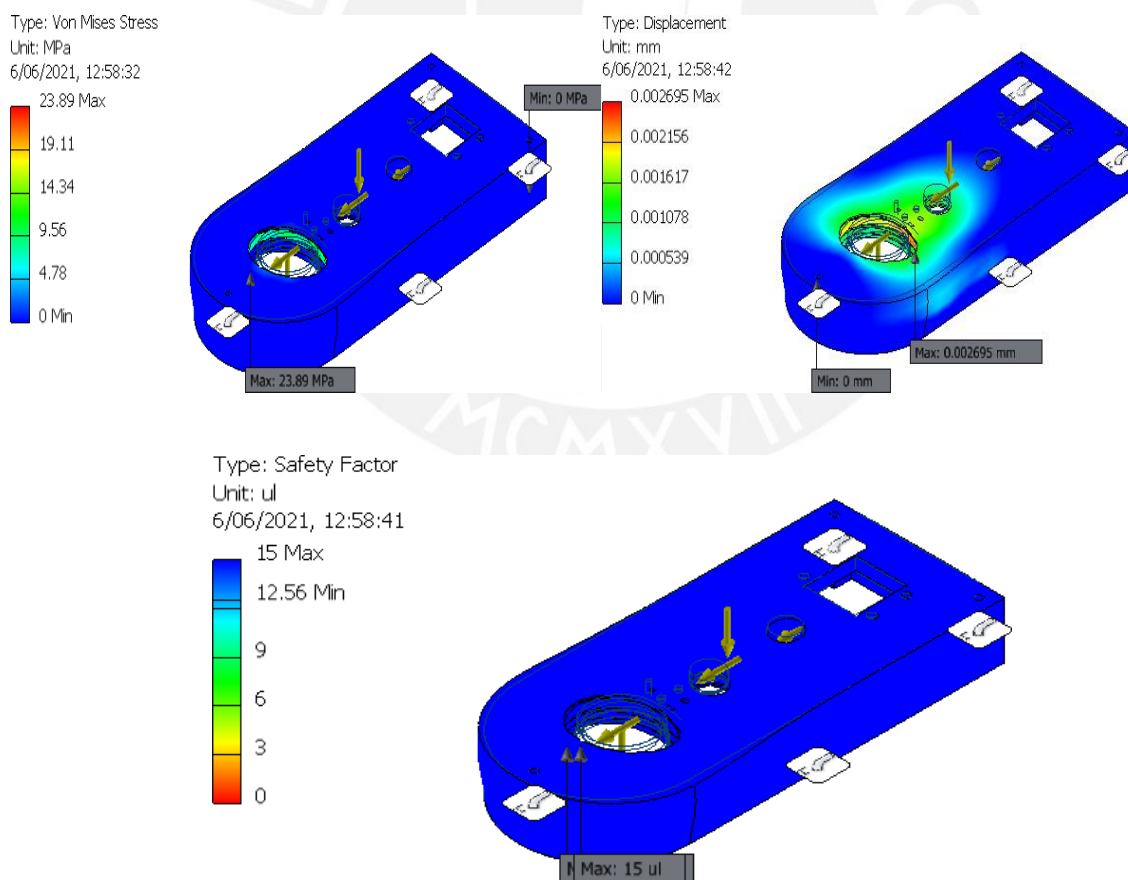 Type: Von Mises Stress
Unit: MPa
6/06/2021, 12:58:32
23.89 Max
19.11
14.34
9.56
4.78
0 Min
Min: 0 MPa
Max: 23.89 MPa
Type: Displacement
Unit: mm
6/06/2021, 12:58:42
0.002695 Max
0.002156
0.001617
0.001078
0.000539
0 Min
Max: 0.002695 mm
Min: 0 mm
MCMXVII
Type: Safety Factor
Unit: ul
6/06/2021, 12:58:41
15 Max
12.56 Min
9
6
3
0
Max: 15 ul